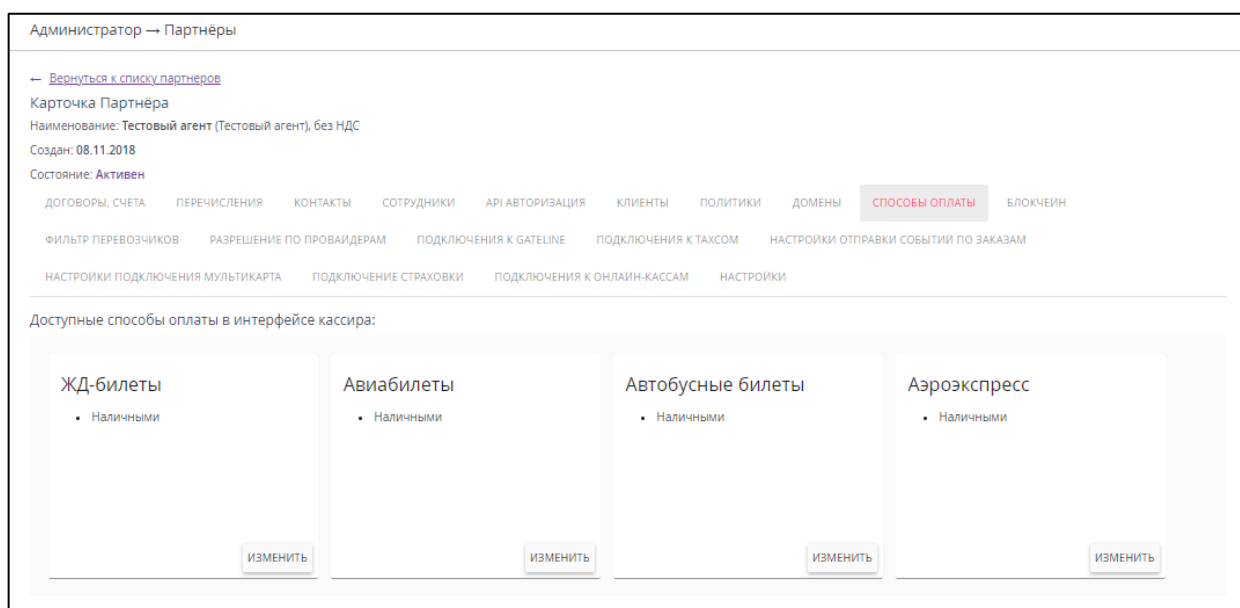 Администратор → Партнёры
← Вернуться к списку партнеров
Карточка Партнёра
Наименование: Тестовый агент (Тестовый агент), без НДС
Создан: 08.11.2018
Состояние: Активен
ДОГОВОРЫ, СЧЕТА ПЕРЕЧИСЛЕНИЯ КОНТАКТЫ СОТРУДНИКИ API АВТОРИЗАЦИЯ КЛИЕНТЫ ПОЛИТИКИ ДОМЕНЫ СПОСОБЫ ОПЛАТЫ БЛОКЧЕЙН
ФИЛЬТР ПЕРЕВОЗЧИКОВ РАЗРЕШЕНИЕ ПО ПРОВАЙДЕРАМ ПОДКЛЮЧЕНИЯ К GATELINE ПОДКЛЮЧЕНИЯ К TAXCOM НАСТРОЙКИ ОТПРАВКИ СОБЫТИЙ ПО ЗАКАЗАМ
НАСТРОЙКИ ПОДКЛЮЧЕНИЯ МУЛЬТИКАРТА ПОДКЛЮЧЕНИЕ СТРАХОВКИ ПОДКЛЮЧЕНИЯ К ОНЛАЙН-КАССАМ НАСТРОЙКИ
Доступные способы оплаты в интерфейсе кассира:
ЖД-билеты
• Наличными
ИЗМЕНИТЬ
Авиабилеты
• Наличными
ИЗМЕНИТЬ
Автобусные билеты
• Наличными
ИЗМЕНИТЬ
Аэроэкспресс
• Наличными
ИЗМЕНИТЬ